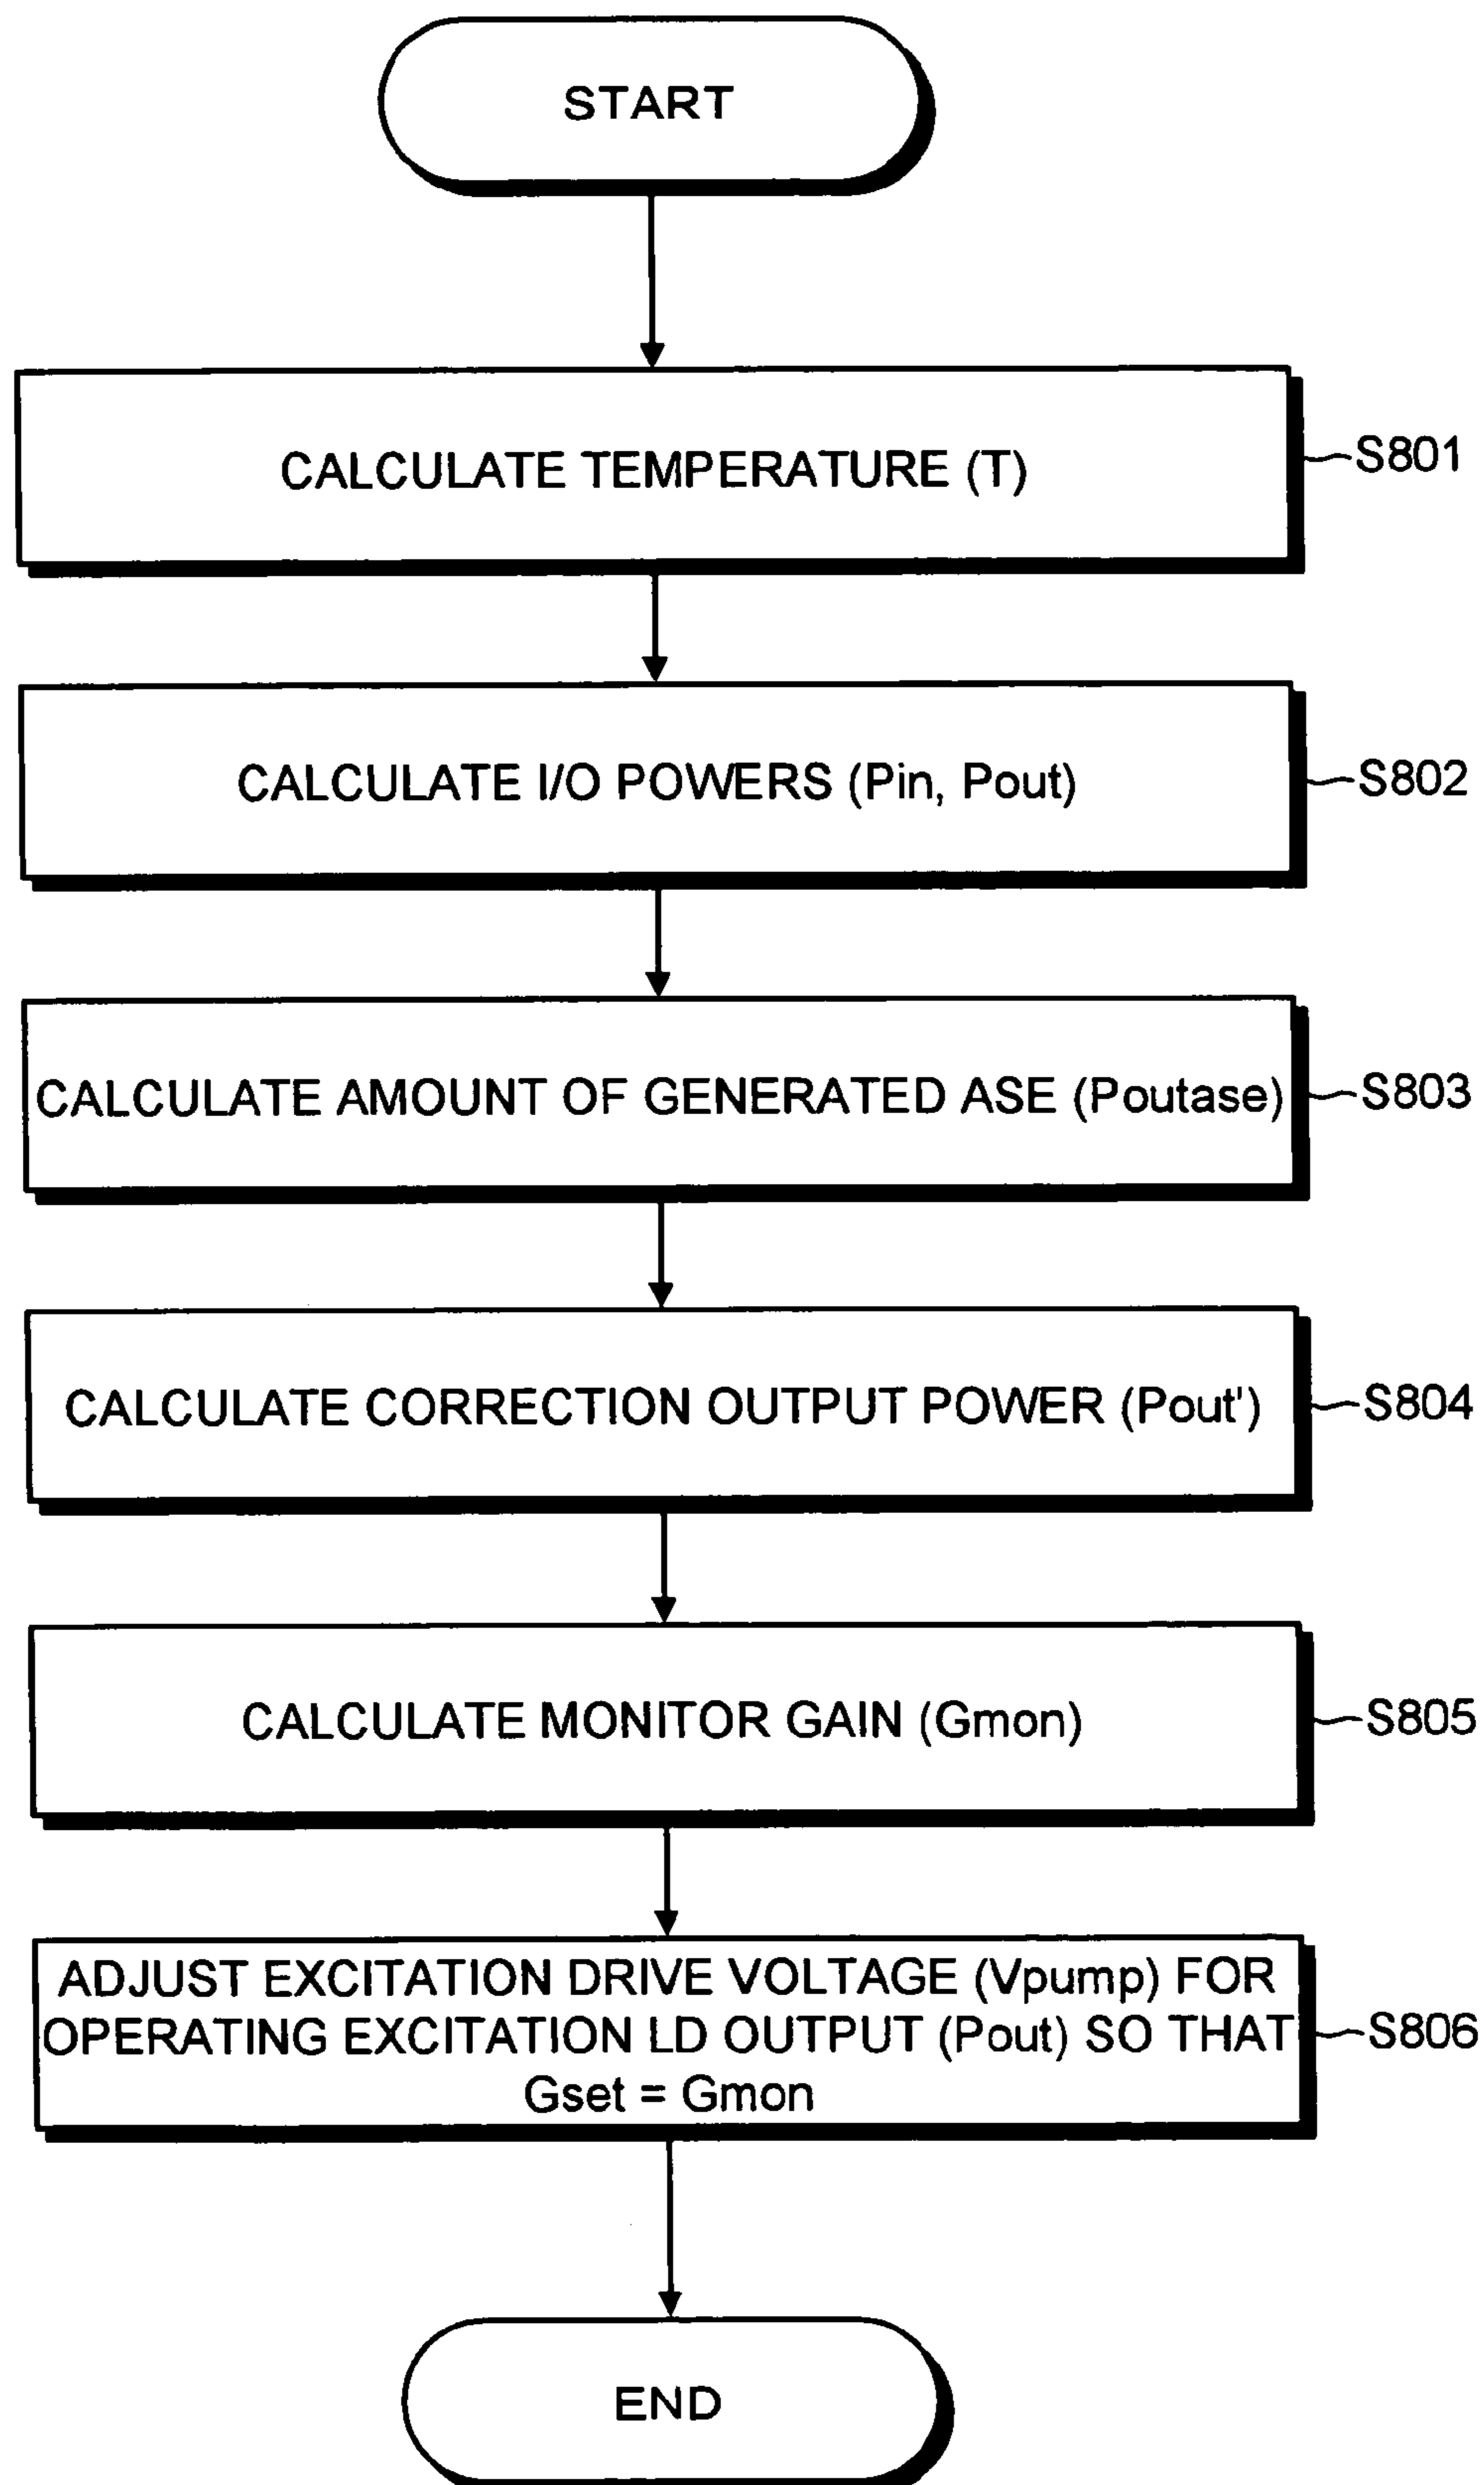 START
CALCULATE TEMPERATURE (T)
S801
CALCULATE I/O POWERS (Pin, Pout)
S802
CALCULATE AMOUNT OF GENERATED ASE (Poutase)
S803
CALCULATE CORRECTION OUTPUT POWER (Pout')
S804
CALCULATE MONITOR GAIN (Gmon)
S805
ADJUST EXCITATION DRIVE VOLTAGE (Vpump) FOR
OPERATING EXCITATION LD OUTPUT (Pout) SO THAT
Gset = Gmon
S806
END